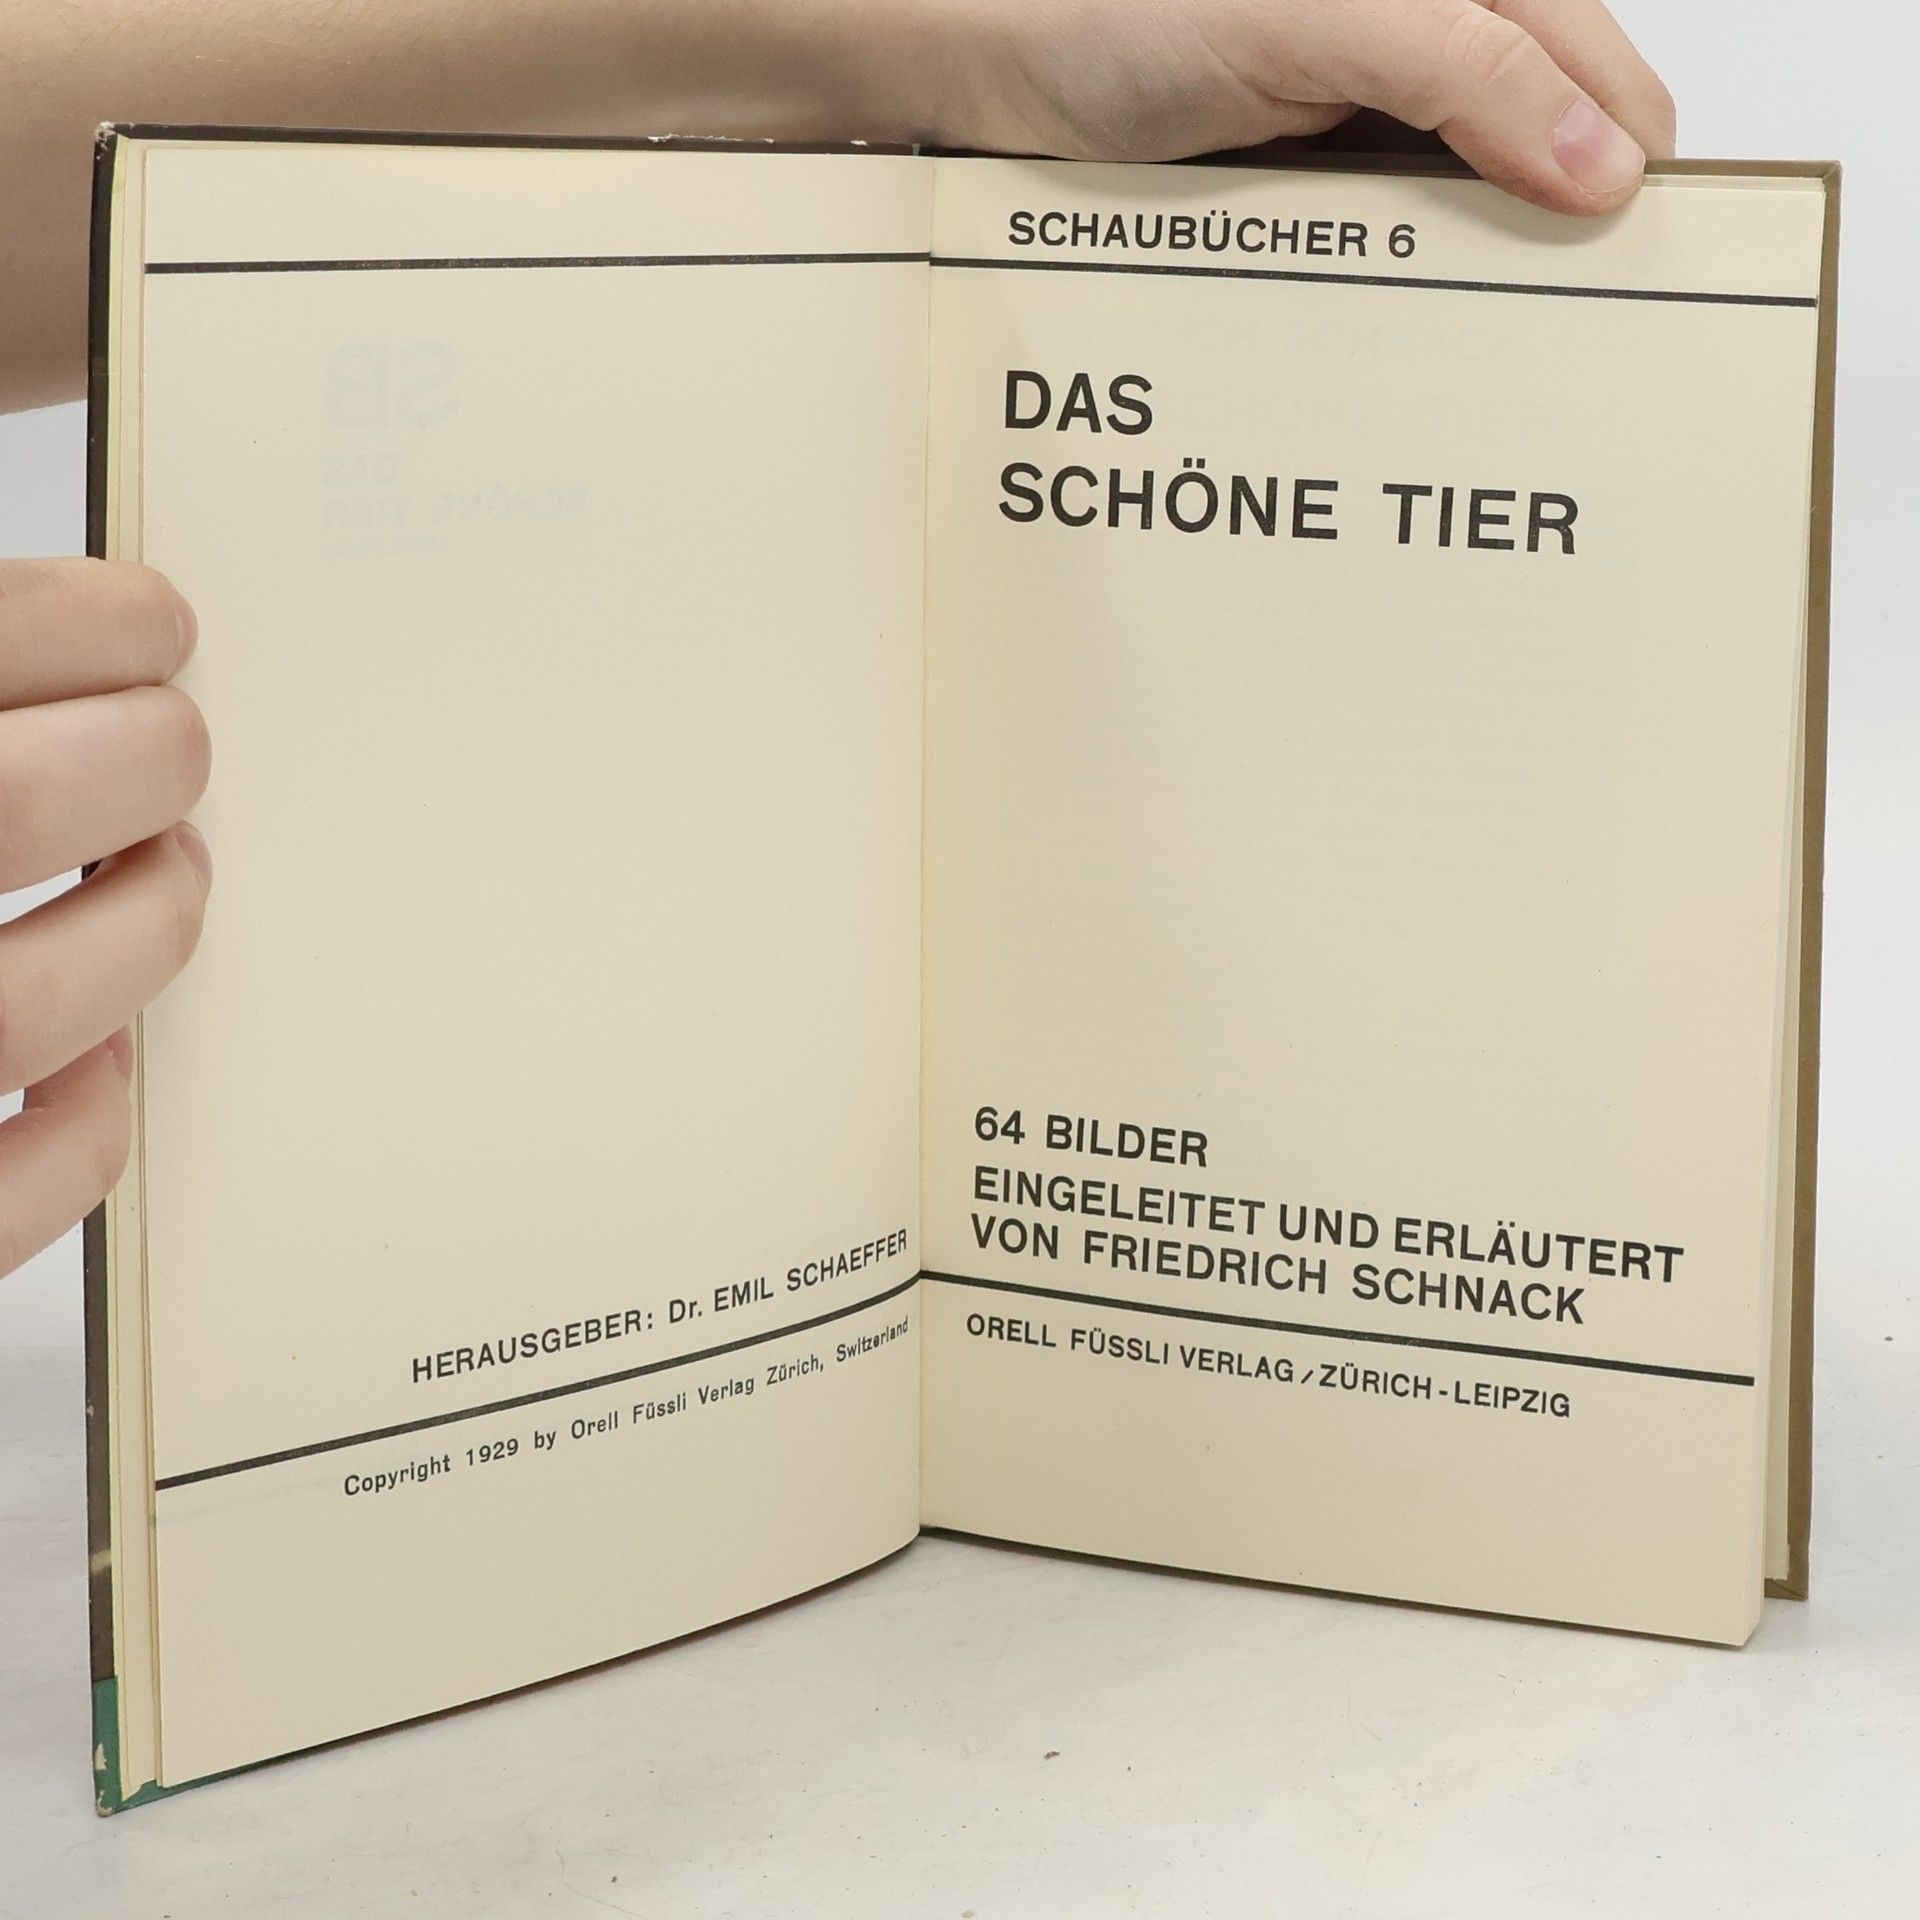 HERAUSGEBER: Dr. EMIL SCHAEFFER
Copyright 1929 by Orell Füssli Verlag Zürich, Switzerland
SCHAUBÜCHER 6
DAS
SCHÖNE TIER
64 BILDER
EINGELEITET UND ERLÄUTERT
VON FRIEDRICH SCHNACK
ORELL FÜSSLI VERLAG / ZÜRICH - LEIPZIG